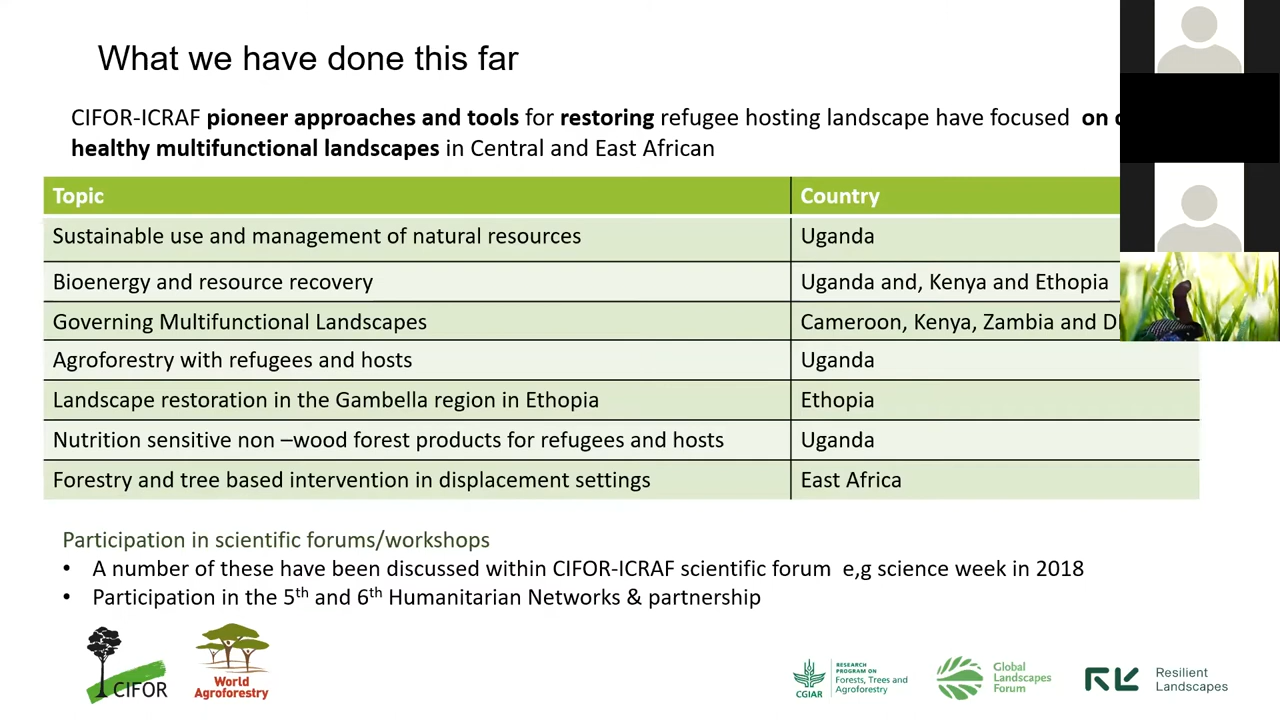 What we have done this far
CIFOR-ICRAF pioneer approaches and tools for restoring refugee hosting landscape have focused on
healthy multifunctional landscapes in Central and East African
Topic Country
Sustainable use and management of natural resources Uganda
Bioenergy and resource recovery Uganda and, Kenya and Ethiopia
Governing Multifunctional Landscapes Cameroon, Kenya, Zambia and
Agroforestry with refugees and hosts Uganda
Landscape restoration in the Gambella region in Ethiopia Ethiopia
Nutrition sensitive non –wood forest products for refugees and hosts Uganda
Forestry and tree based intervention in displacement settings East Africa
Participation in scientific forums/workshops
• A number of these have been discussed within CIFOR-ICRAF scientific forum e,g science week in 2018
• Participation in the 5th and 6th Humanitarian Networks & partnership
CIFOR
World
Agroforestry
CGIAR
RESEARCH
PROGRAM ON
Forests, Trees and
Agroforestry
Global
Landscapes
Forum
Resilient
Landscapes